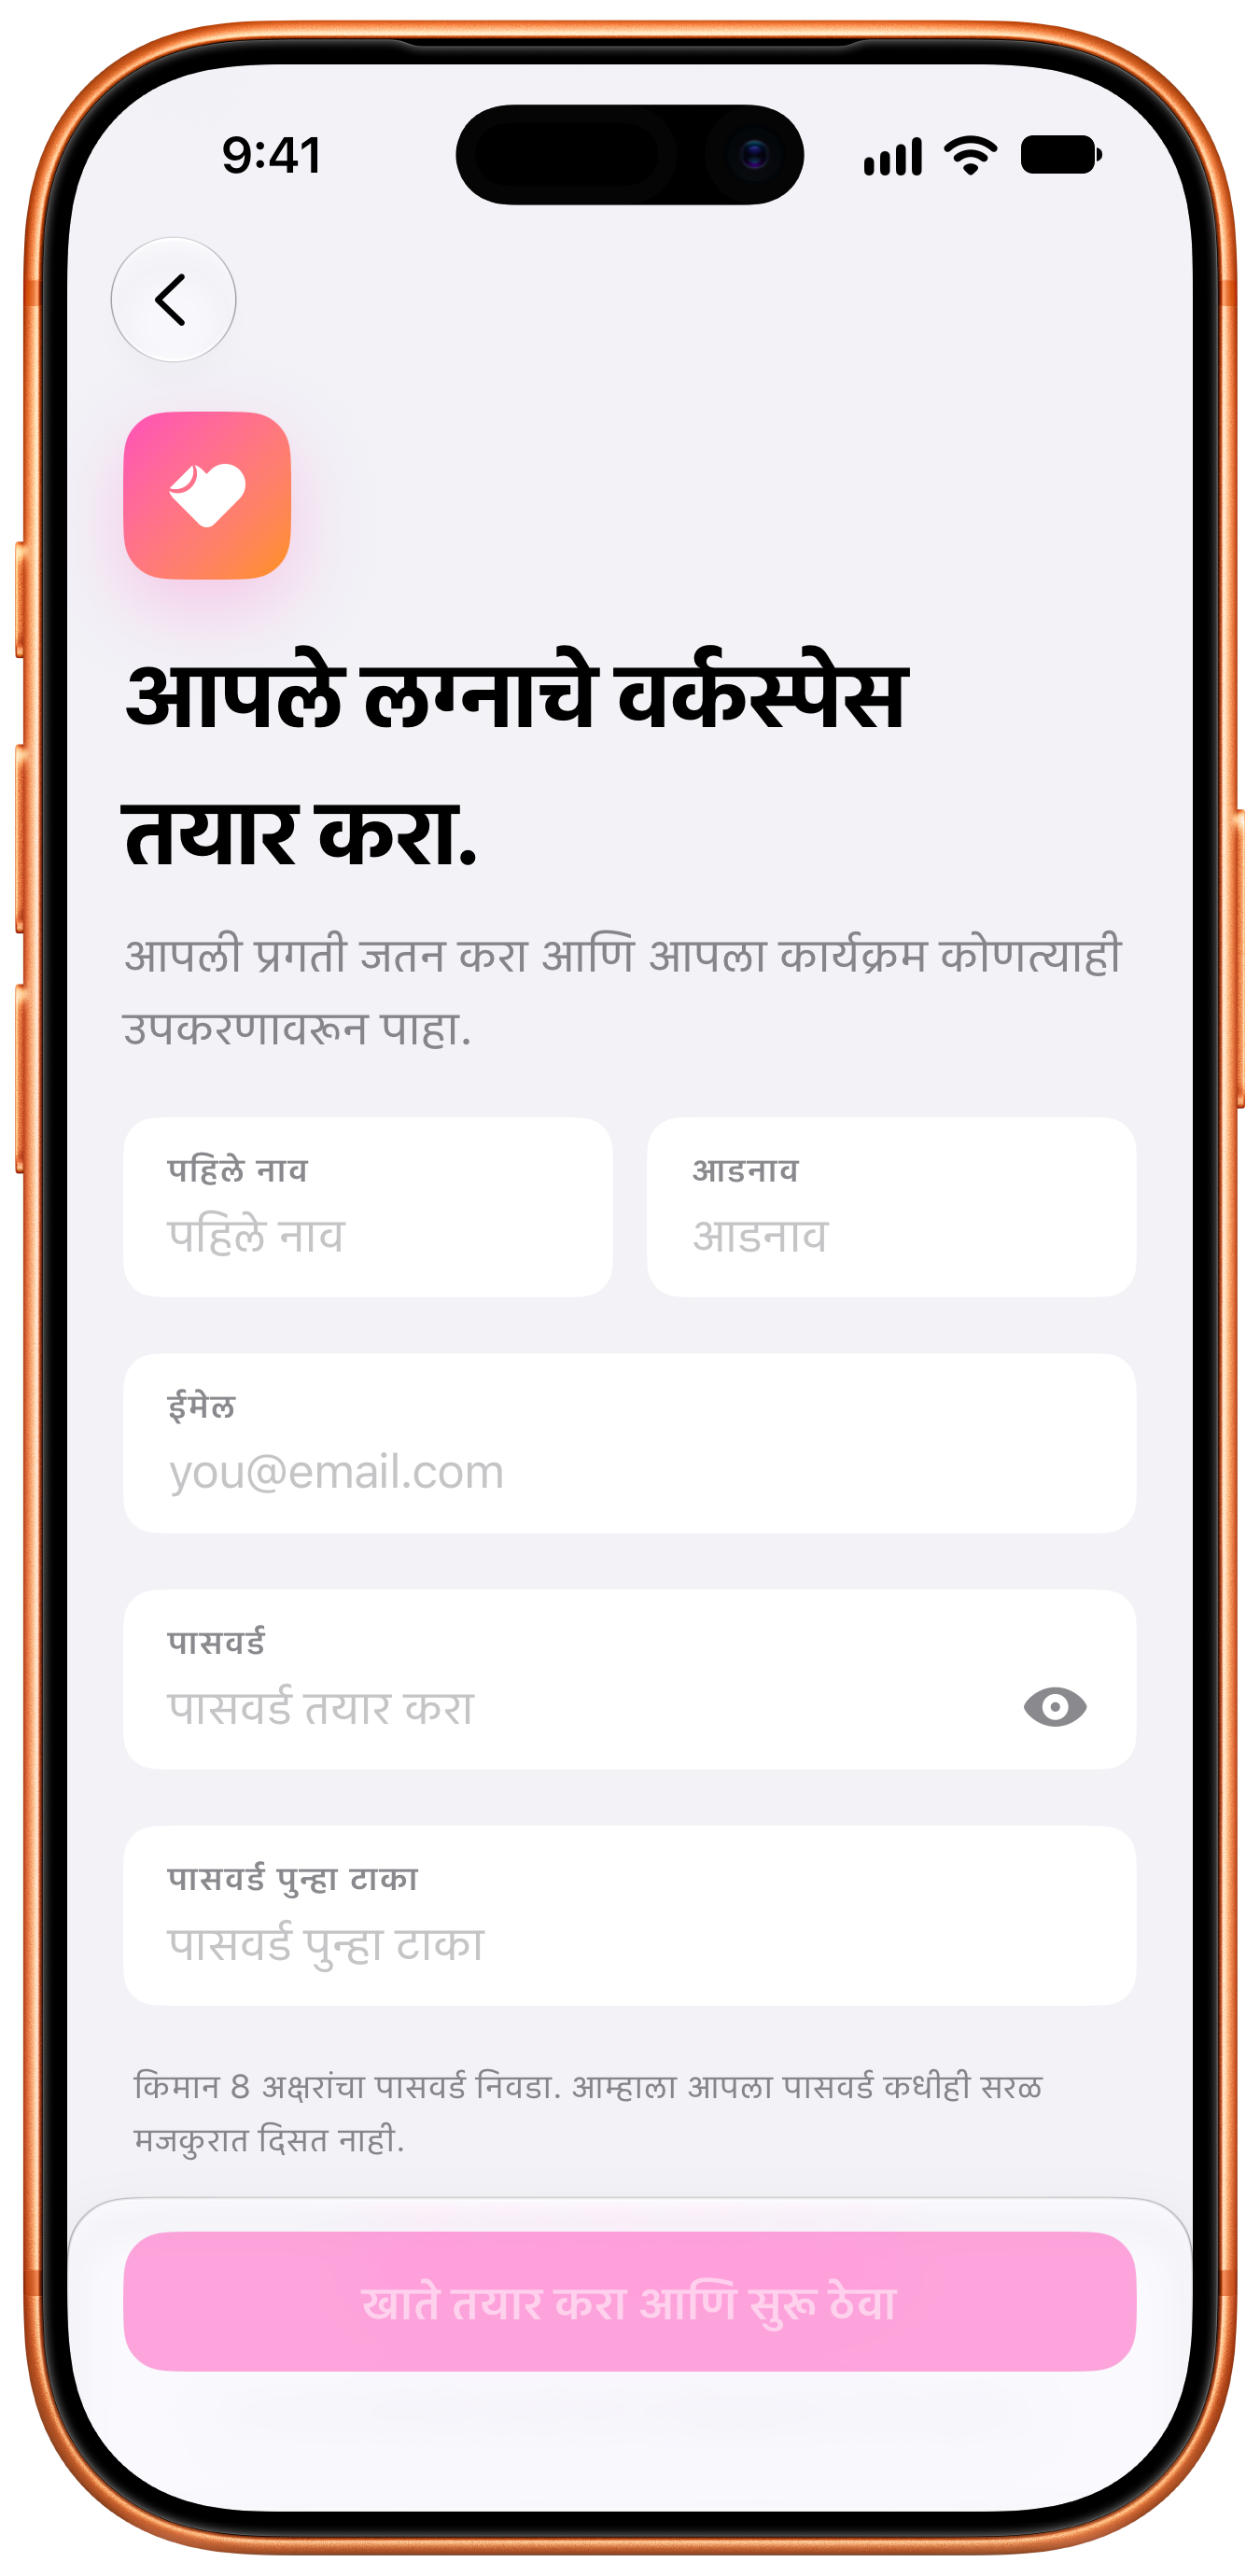 9:41
आपले लग्नाचे वर्कस्पेस
तयार करा.
आपली प्रगती जतन करा आणि आपला कार्यक्रम कोणत्याही
उपकरणावरून पाहा.
पहिले नाव
पहिले नाव
आडनाव
आडनाव
ईमेल
you@email.com
पासवर्ड
पासवर्ड तयार करा
पासवर्ड पुन्हा टाका
पासवर्ड पुन्हा टाका
किमान 8 अक्षरांचा पासवर्ड निवडा. आम्हाला आपला पासवर्ड कधीही सरळ
मजकुरात दिसत नाही.
खाते तयार करा आणि सुरू ठेवा